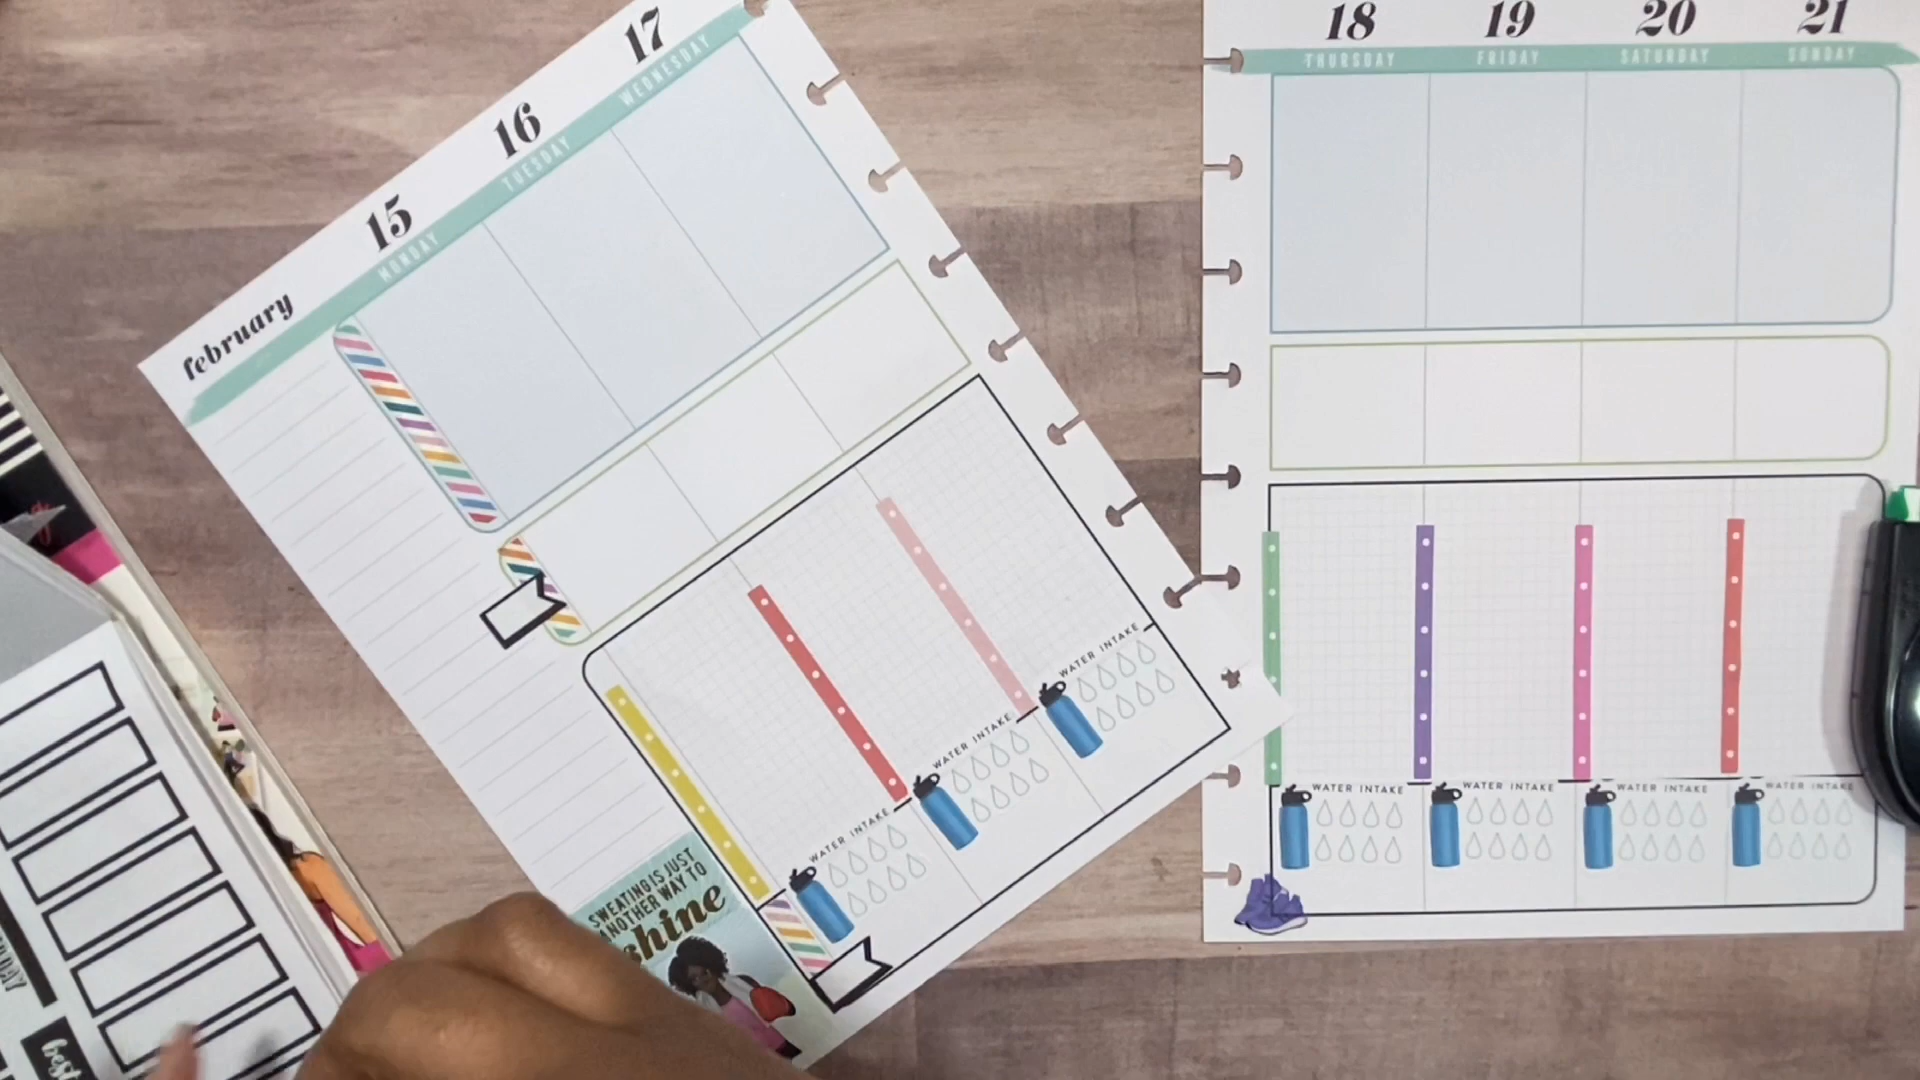 february
15
MONDAY
16
TUESDAY
17
WEDNESDAY
WATER INTAKE
WATER INTAKE
WATER INTAKE
SWEATING IS JUST
ANOTHER WAY TO
shine
18
THURSDAY
19
FRIDAY
20
SATURDAY
21
SUNDAY
WATER INTAKE
WATER INTAKE
WATER INTAKE
WATER INTAKE
best